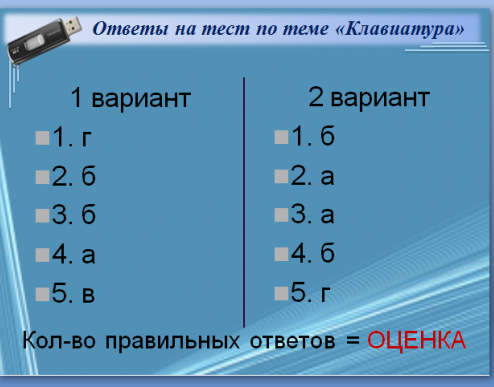 Ответы на тест по теме «Клавиатура»
1 вариант
1. г
2. б
3. б
4. а
5. в
2 вариант
1. б
2. а
3. а
4. б
5. г
Кол-во правильных ответов = ОЦЕНКА